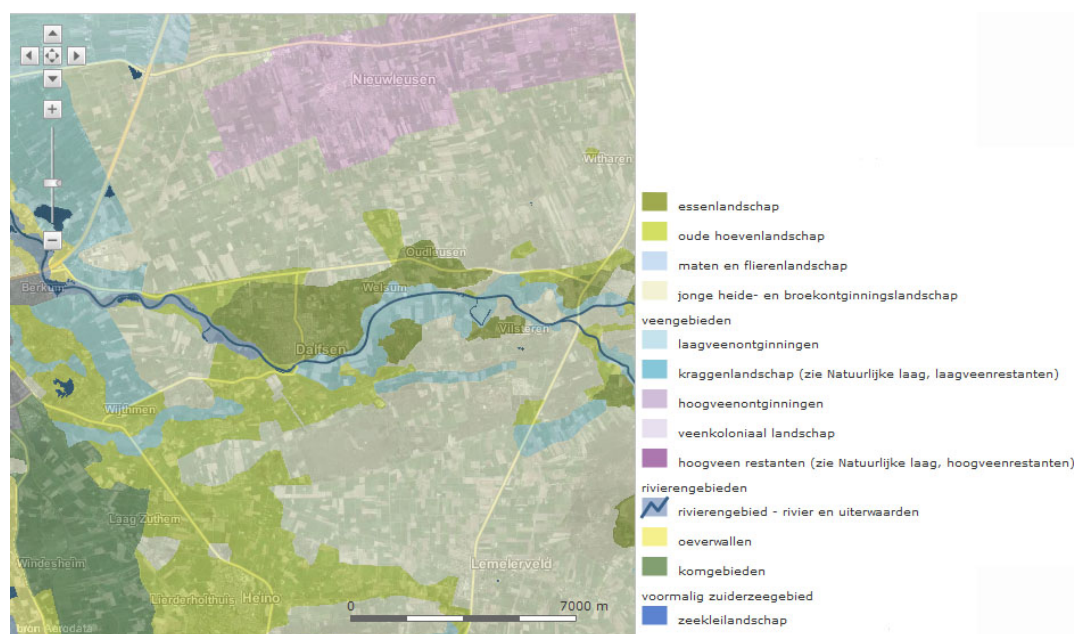 Nieuwleusen
Witharen
Oudleusen
Berkum
Welsum
Vilsteren
Dalfsen
Wijthmen
Laag Zuthem
Windesheim
Lemelerveld
Lierderholthuis
Heino
0 7000 m
bron Aerodata
essenlandschap
oude hoevenlandschap
maten en flierenlandschap
jonge heide- en broekontginningslandschap
veengebieden
laagveenontginningen
kraggenlandschap (zie Natuurlijke laag, laagveenrestanten)
hoogveenontginningen
veenkoloniaal landschap
hoogveen restanten (zie Natuurlijke laag, hoogveenrestanten)
rivierengebieden
rivierengebied - rivier en uiterwaarden
oeverwallen
komgebieden
voormalig zuiderzeegebied
zeekleilandschap